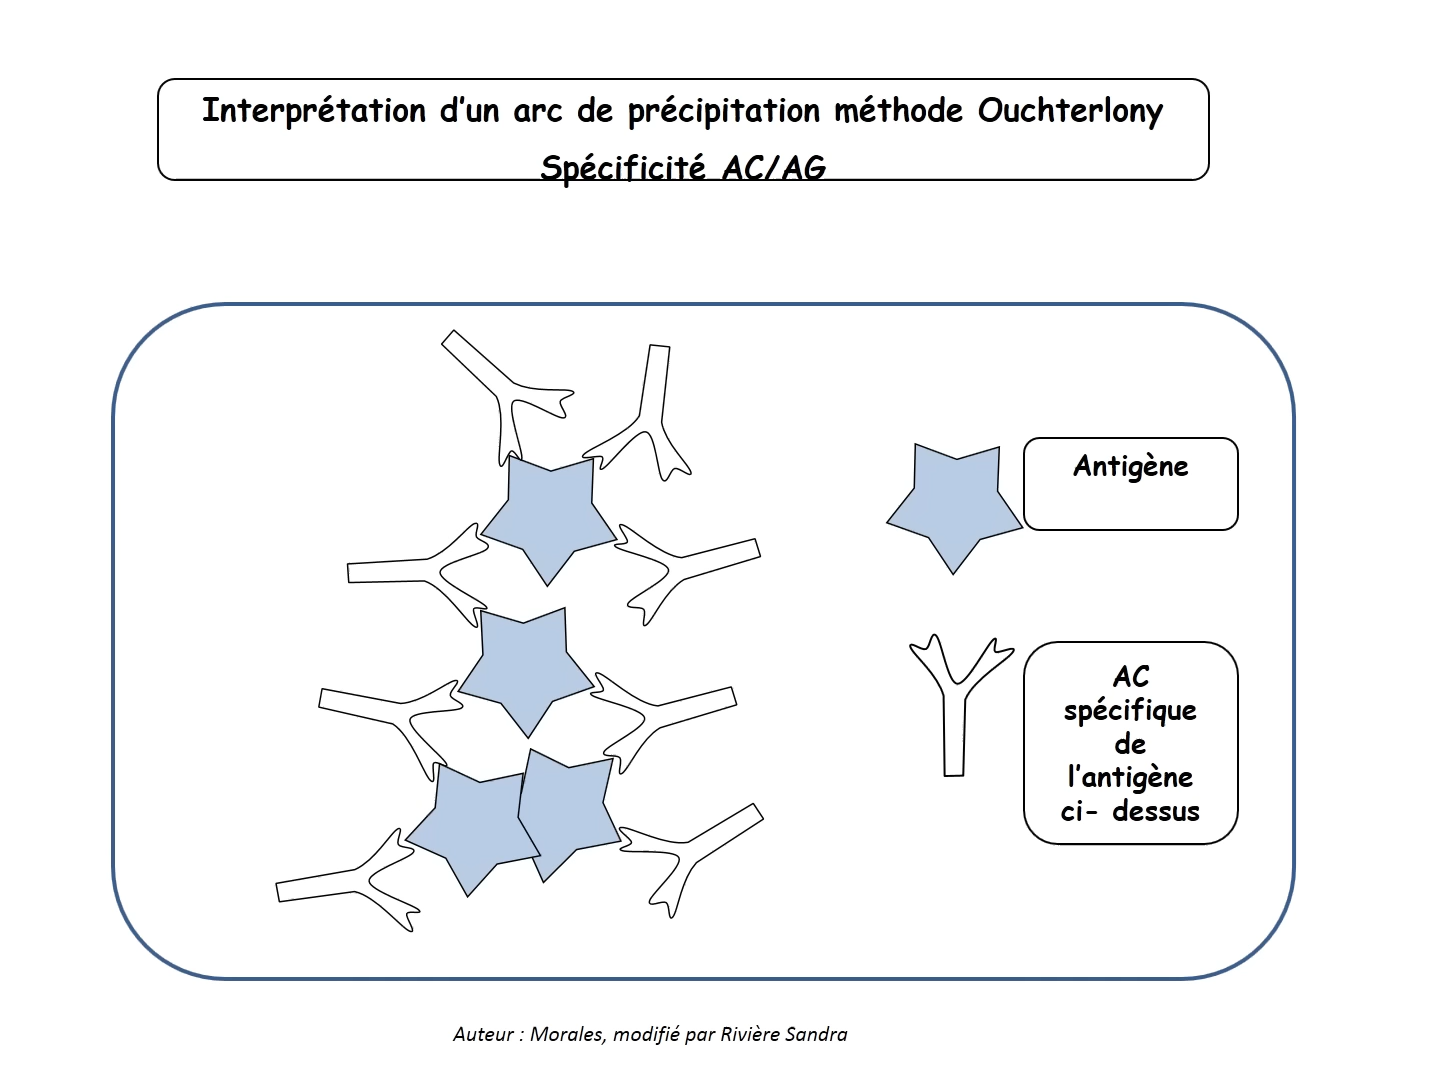 Interprétation d’un arc de précipitation méthode Ouchterlony
Spécificité AC/AG
Antigène
AC
spécifique
de
l’antigène
ci- dessus
Auteur : Morales, modifié par Rivière Sandra